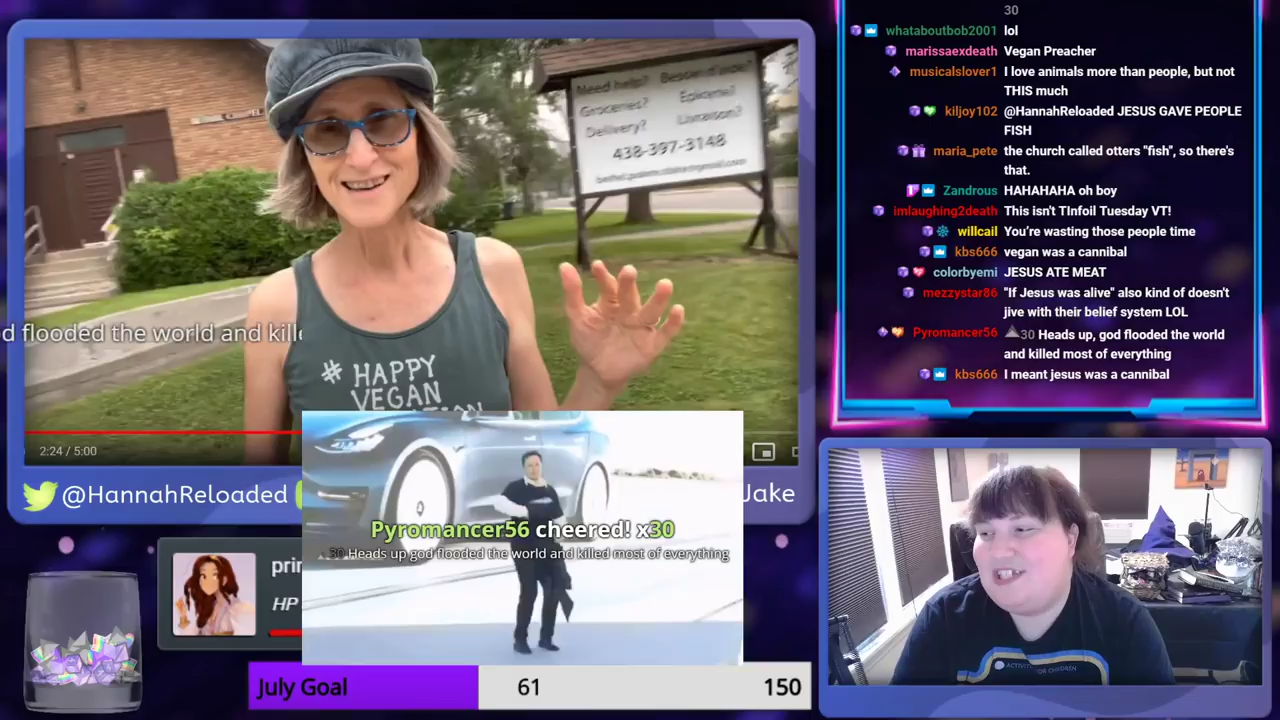 Need help? Besoin d'aide?
Groceries? Epicerie?
Delivery? Livraison?
438-397-3148
# HAPPY
VEGAN
d flooded the world and kill
2:24 / 5:00
@HannahReloaded
Jake
Pyromancer56 cheered! x30
30 Heads up, god flooded the world and killed most of everything
prin
HP
July Goal 61 150
30
whataboutbob2001 lol
marissaexdeath Vegan Preacher
musicalslover1 I love animals more than people, but not
THIS much
kiljoy102 @HannahReloaded JESUS GAVE PEOPLE
FISH
maria_pete the church called otters "fish", so there's
that.
Zandrous HAHAHAHA oh boy
imlaughing2death This isn't TInfoil Tuesday VT!
willcail You're wasting those people time
kbs666 vegan was a cannibal
colorbyemi JESUS ATE MEAT
mezzystar86 "If Jesus was alive" also kind of doesn't
jive with their belief system LOL
Pyromancer56 30 Heads up, god flooded the world
and killed most of everything
kbs666 I meant jesus was a cannibal
FOR CHILDREN